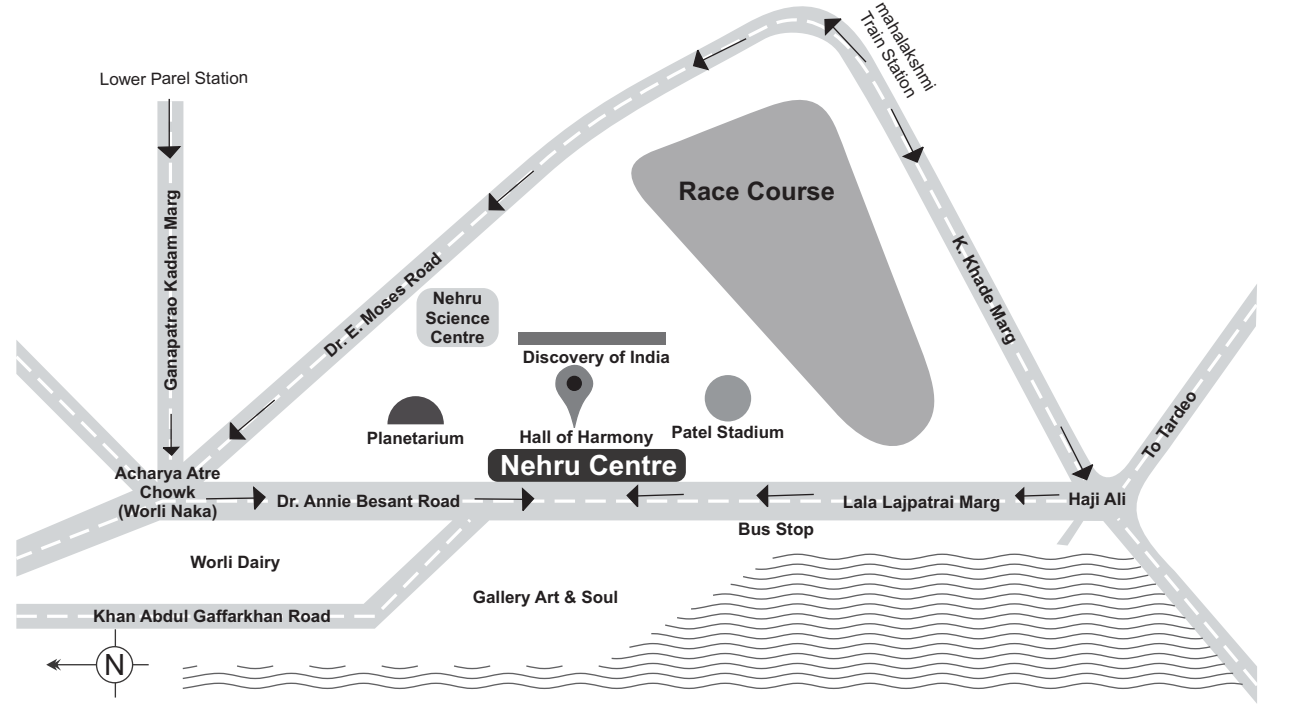 mahalakshmi
Train Station
Lower Parel Station
Race Course
Ganapatrao Kadam Marg
K. Khade Marg
Dr. E. Moses Road
Nehru
Science
Centre
Discovery of India
To Tardeo
Planetarium
Hall of Harmony
Patel Stadium
Nehru Centre
Acharya Atre
Chowk
(Worli Naka)
Dr. Annie Besant Road
Lala Lajpatrai Marg
Haji Ali
Bus Stop
Worli Dairy
Gallery Art & Soul
Khan Abdul Gaffarkhan Road
N